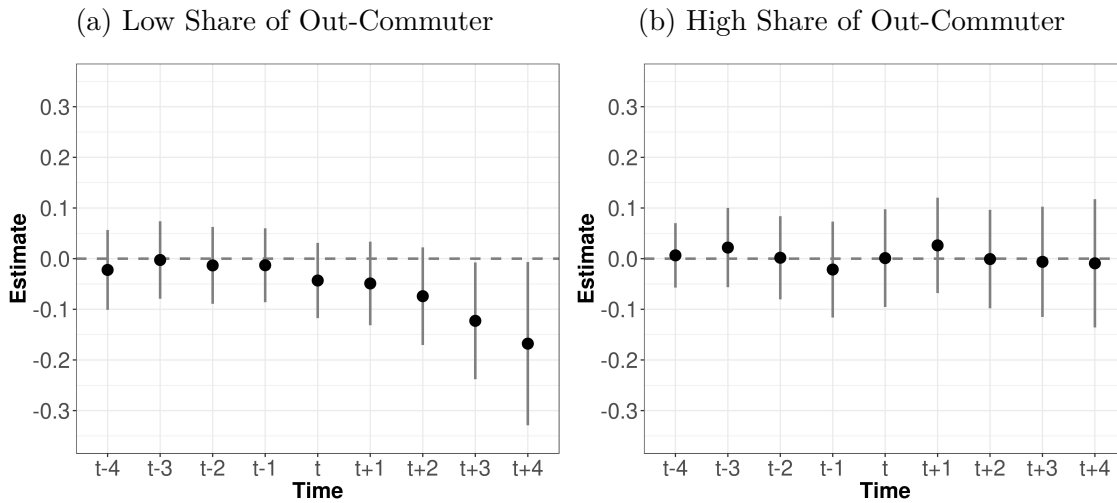 (a) Low Share of Out-Commuter
(b) High Share of Out-Commuter
Estimate
0.3
0.2
0.1
0.0
-0.1
-0.2
-0.3
t-4 t-3 t-2 t-1 t t+1 t+2 t+3 t+4
Time
Estimate
0.3
0.2
0.1
0.0
-0.1
-0.2
-0.3
t-4 t-3 t-2 t-1 t t+1 t+2 t+3 t+4
Time